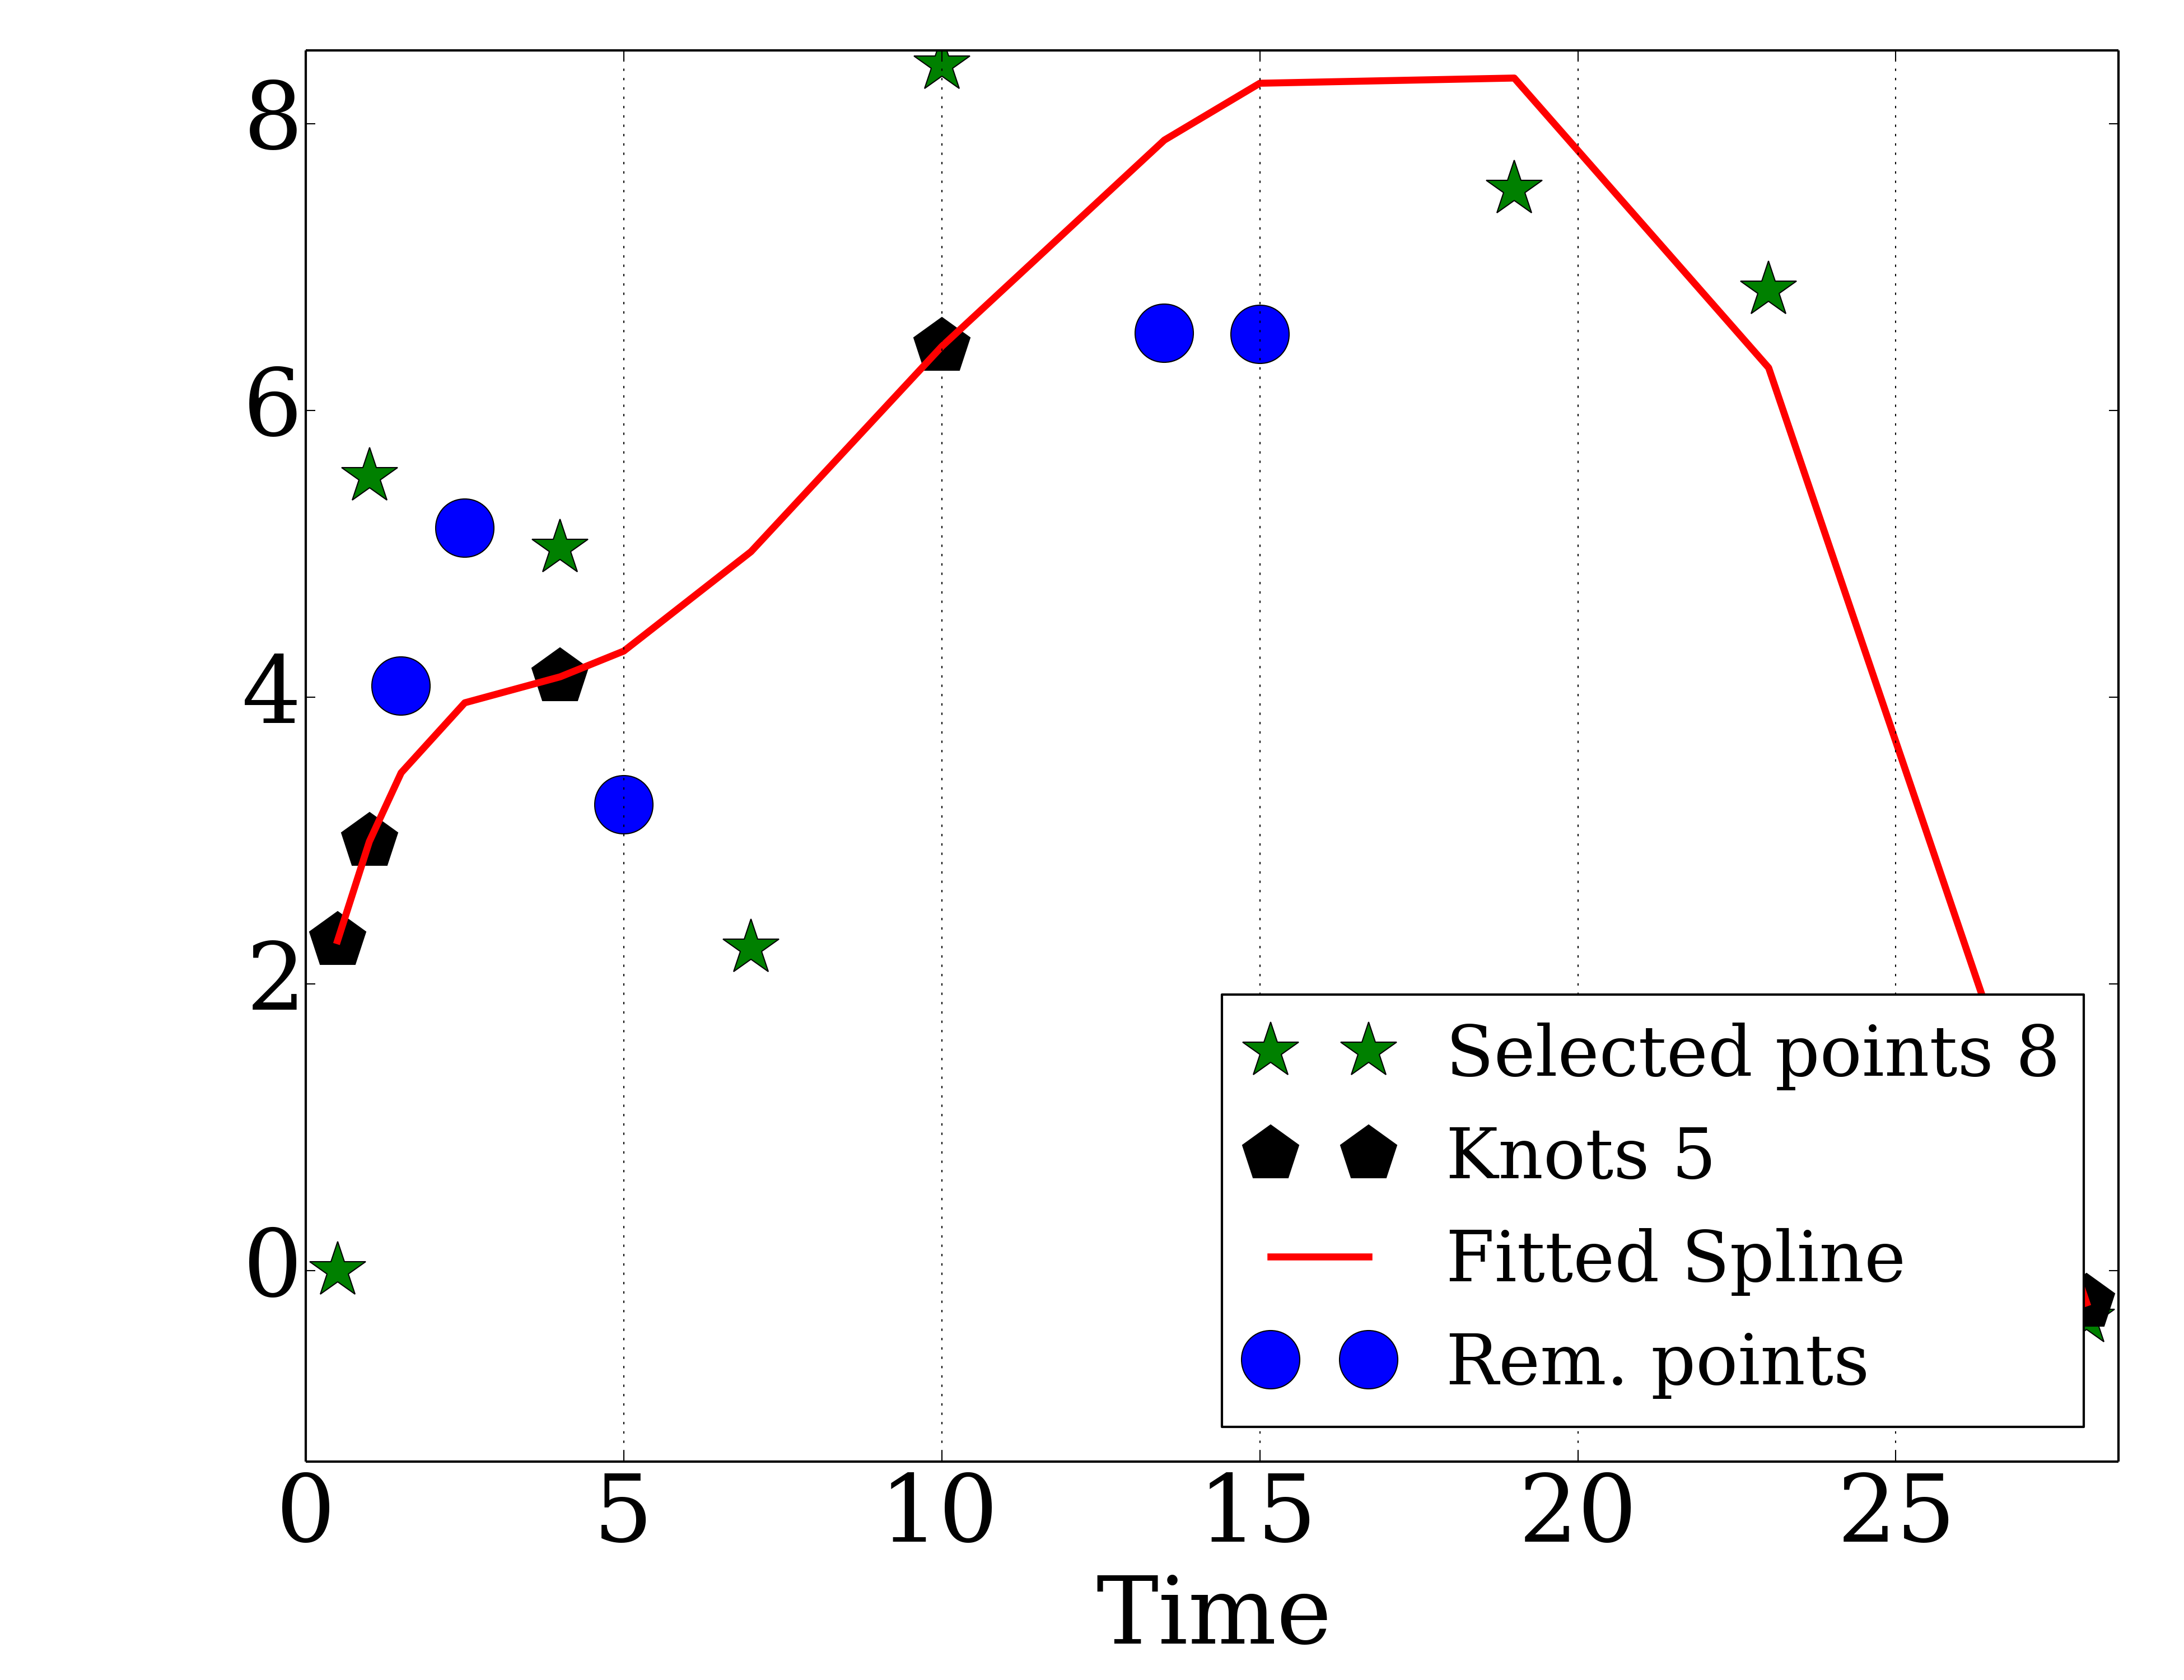 8
6
4
2
0
Selected points 8
Knots 5
Fitted Spline
Rem. points
0 5 10 15 20 25
Time